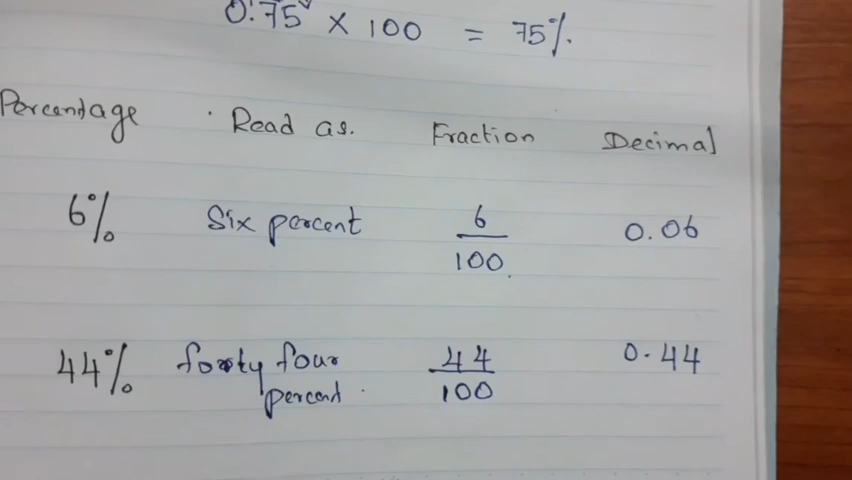 0.75 × 100 = 75%.
Percentage Read as. Fraction Decimal
6% Six percent 6/100 0.06
44% forty four percent 44/100 0.44